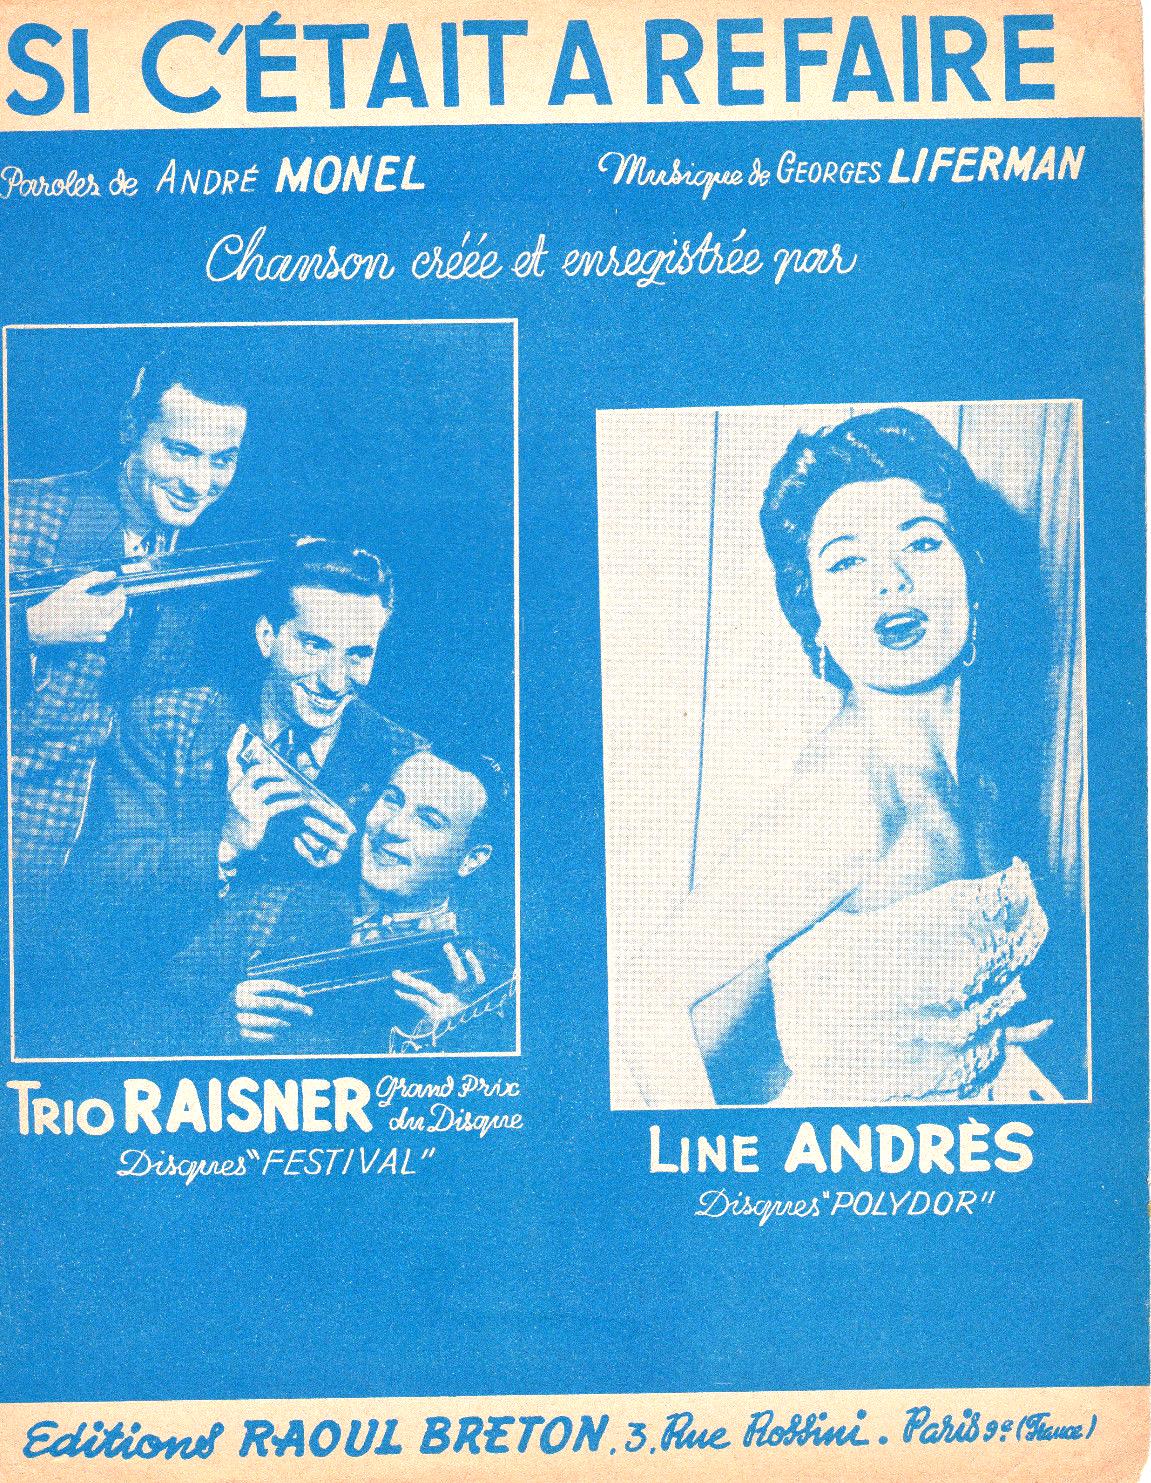 SI C'ÉTAIT A REFAIRE
Paroles de ANDRÉ MONEL
Musique de GEORGES LIFERMAN
Chanson créée et enregistrée par
TRIO RAISNER Grand Prix du Disque
Disques "FESTIVAL"
LINE ANDRÈS
Disques "POLYDOR"
Editions RAOUL BRETON. 3, Rue Rossini. Paris 9e (France)